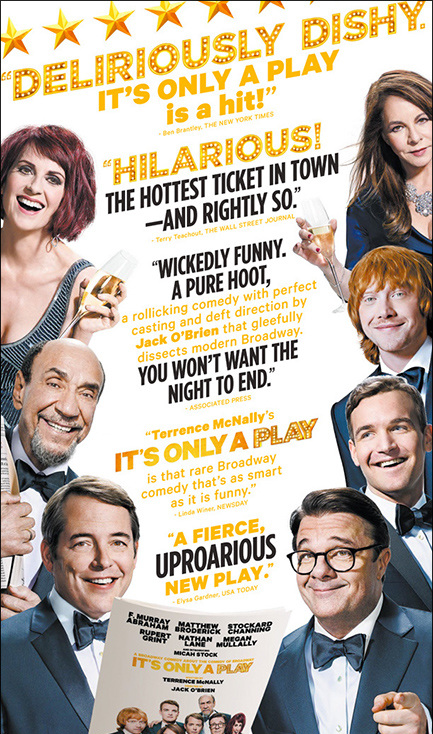 “DELIRIOUSLY DISHY.
IT'S ONLY A PLAY
is a hit!”
- Ben Brantley, THE NEW YORK TIMES
“HILARIOUS!
THE HOTTEST TICKET IN TOWN
—AND RIGHTLY SO.”
- Terry Teachout, THE WALL STREET JOURNAL
“WICKEDLY FUNNY.
A PURE HOOT,
a rollicking comedy with perfect
casting and deft direction by
Jack O'Brien that gleefully
dissects modern Broadway.
YOU WON'T WANT THE
NIGHT TO END.”
- ASSOCIATED PRESS
“Terrence McNally's
IT'S ONLY A PLAY
is that rare Broadway
comedy that's as smart
as it is funny.”
- Linda Winer, NEWSDAY
“A FIERCE,
UPROARIOUS
NEW PLAY.”
- Elysa Gardner, USA TODAY
F. MURRAY ABRAHAM MATTHEW BRODERICK STOCKARD CHANNING
RUPERT GRINT NATHAN LANE MEGAN MULLALLY
MICAH STOCK
IT'S ONLY A PLAY
TERRENCE McNALLY
JACK O'BRIEN